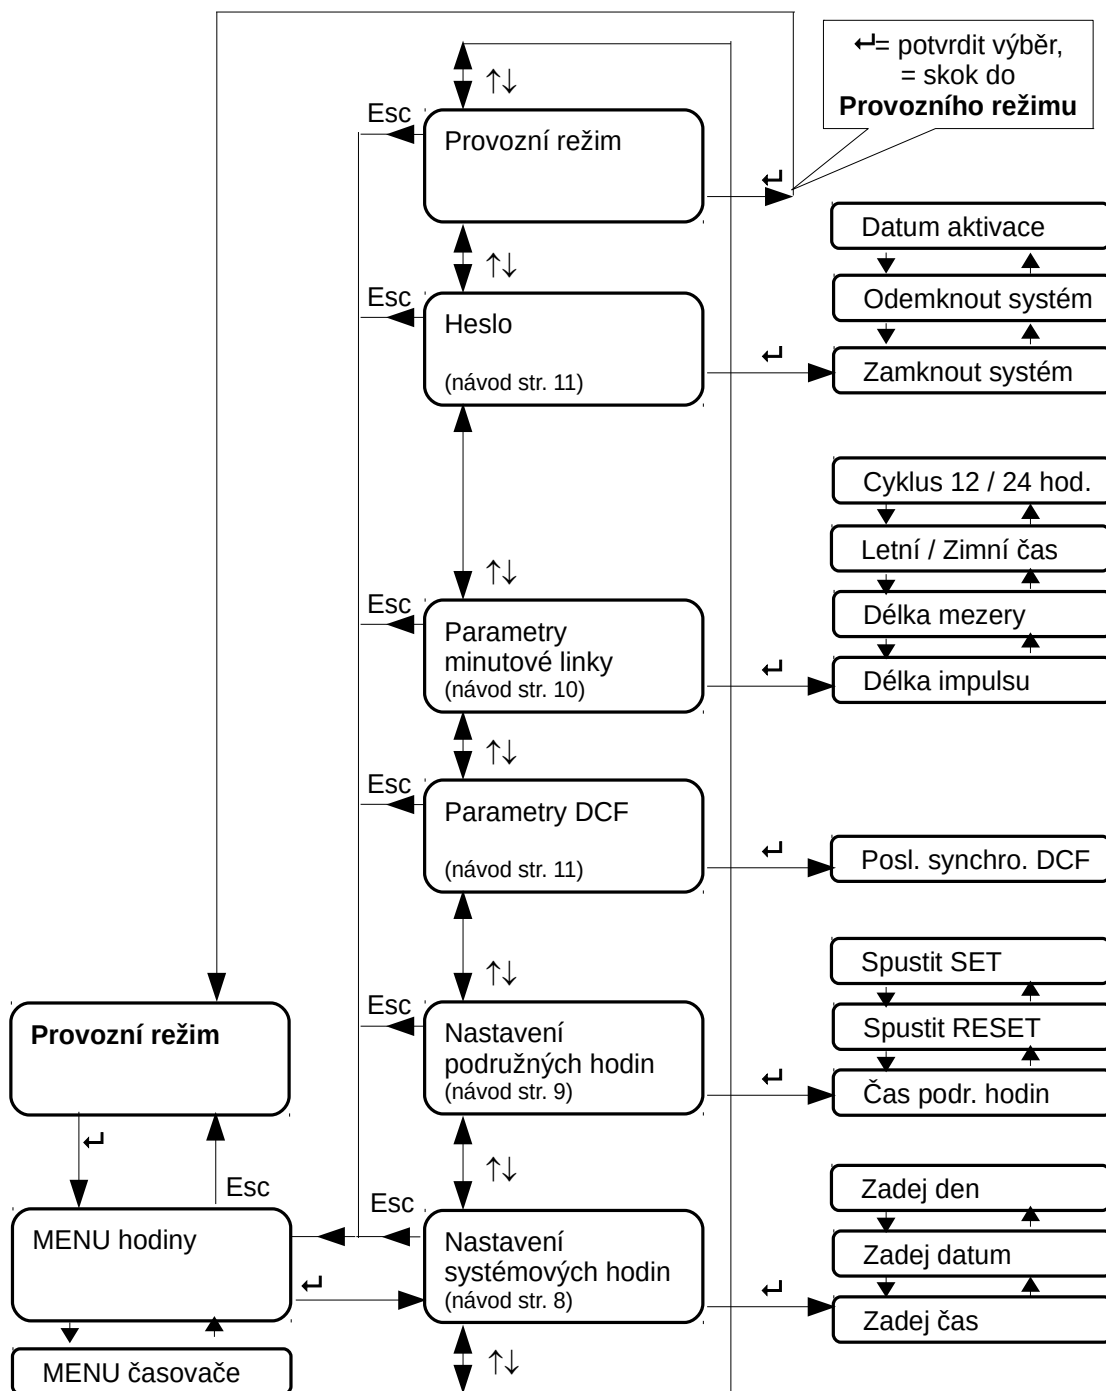 ↵= potvrdit výběr,
= skok do
Provozního režimu
↑↓
Esc
Provozní režim
↵
Datum aktivace
↑↓
Odemknout systém
Esc
Heslo
↵
Zamknout systém
(návod str. 11)
Cyklus 12 / 24 hod.
Letní / Zimní čas
↑↓
Esc
Délka mezery
Parametry
minutové linky
(návod str. 10)
↵
Délka impulsu
↑↓
Esc
Parametry DCF
(návod str. 11)
↵
Posl. synchro. DCF
Spustit SET
↑↓
Esc
Spustit RESET
Provozní režim
Nastavení
podružných hodin
(návod str. 9)
↵
Čas podr. hodin
↵
Esc
↑↓
Zadej den
Esc
MENU hodiny
Nastavení
systémových hodin
(návod str. 8)
↵
Zadej datum
↵
Zadej čas
MENU časovače
↑↓